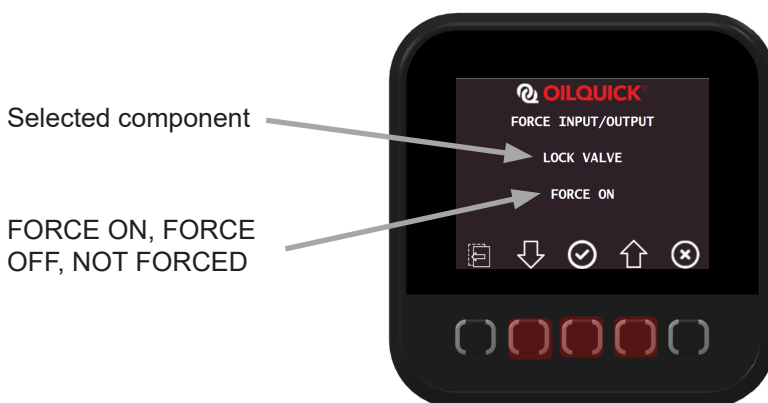 OILQUICK
FORCE INPUT/OUTPUT
Selected component
LOCK VALVE
FORCE ON
FORCE ON, FORCE
OFF, NOT FORCED